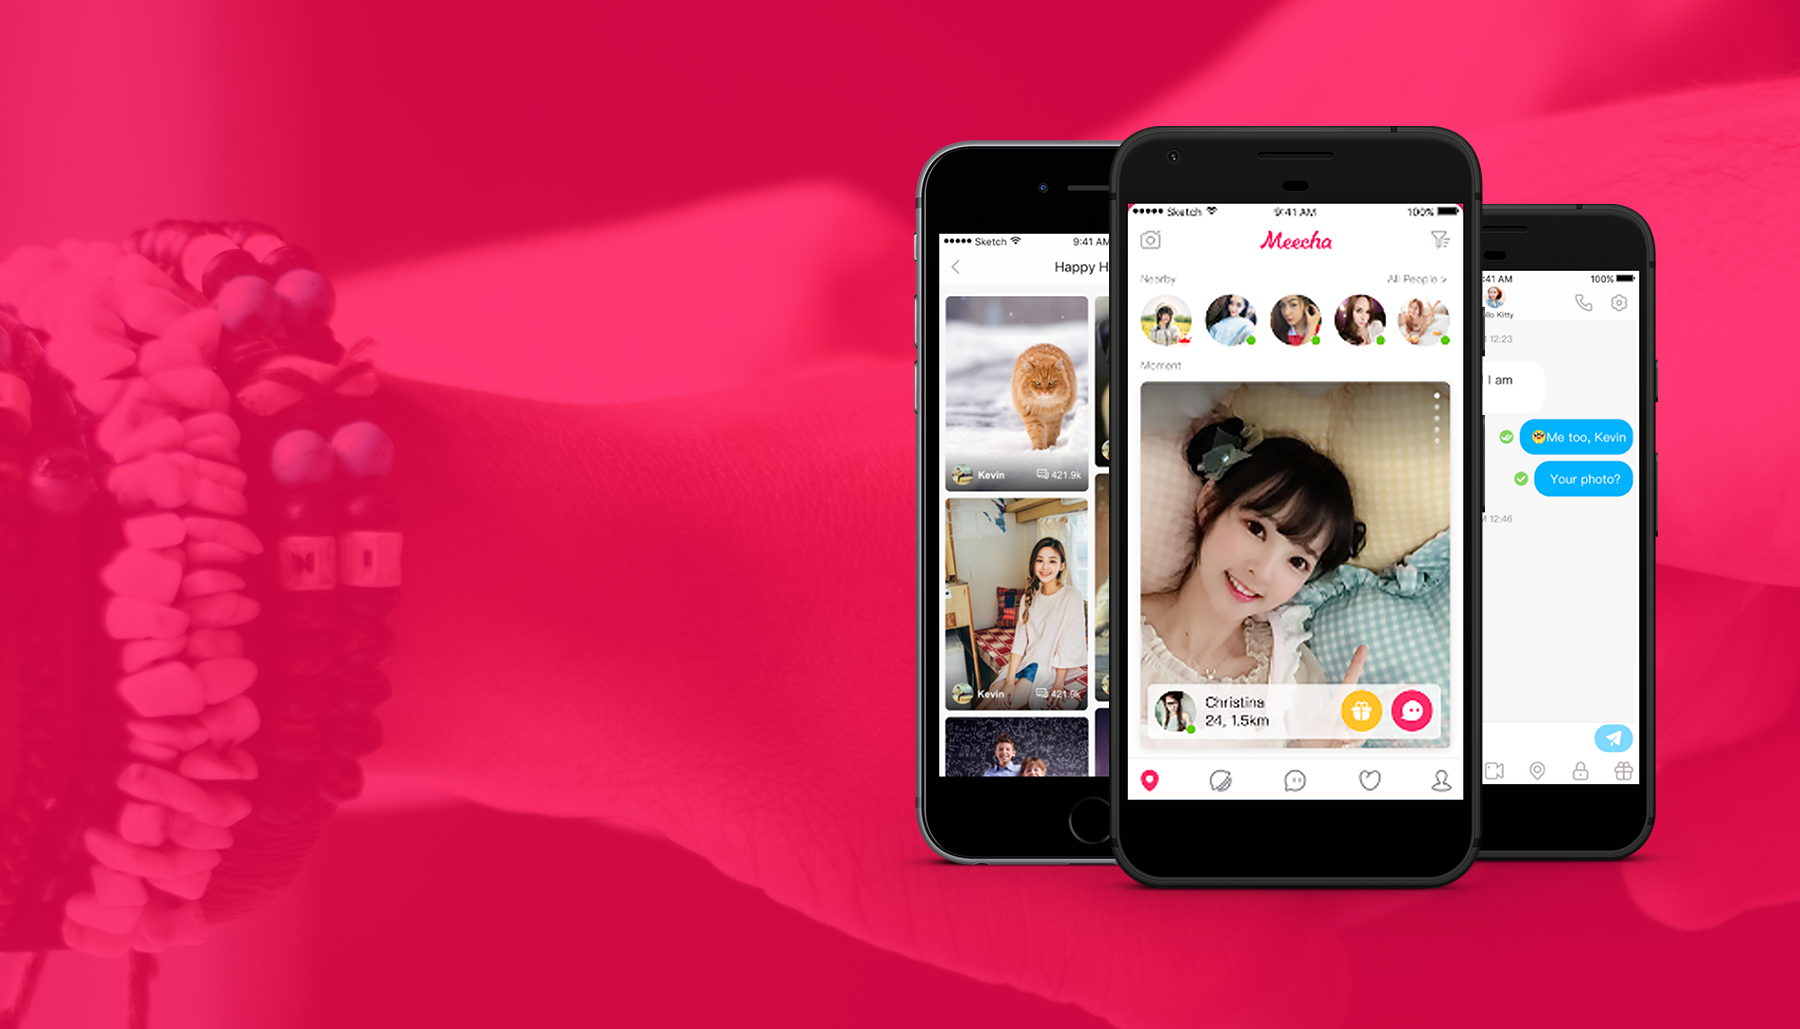 ●●●●● Sketch 9:41 AM
Happy H
Kevin 421.9k
Kevin 421.9k
●●●●● Sketch 9:41 AM 100%
Meecha
Nearby All People >
Moment
Christina
24, 1.5km
:41 AM 100%
llo Kitty
12:23
I am
Me too, Kevin
Your photo?
M 12:46